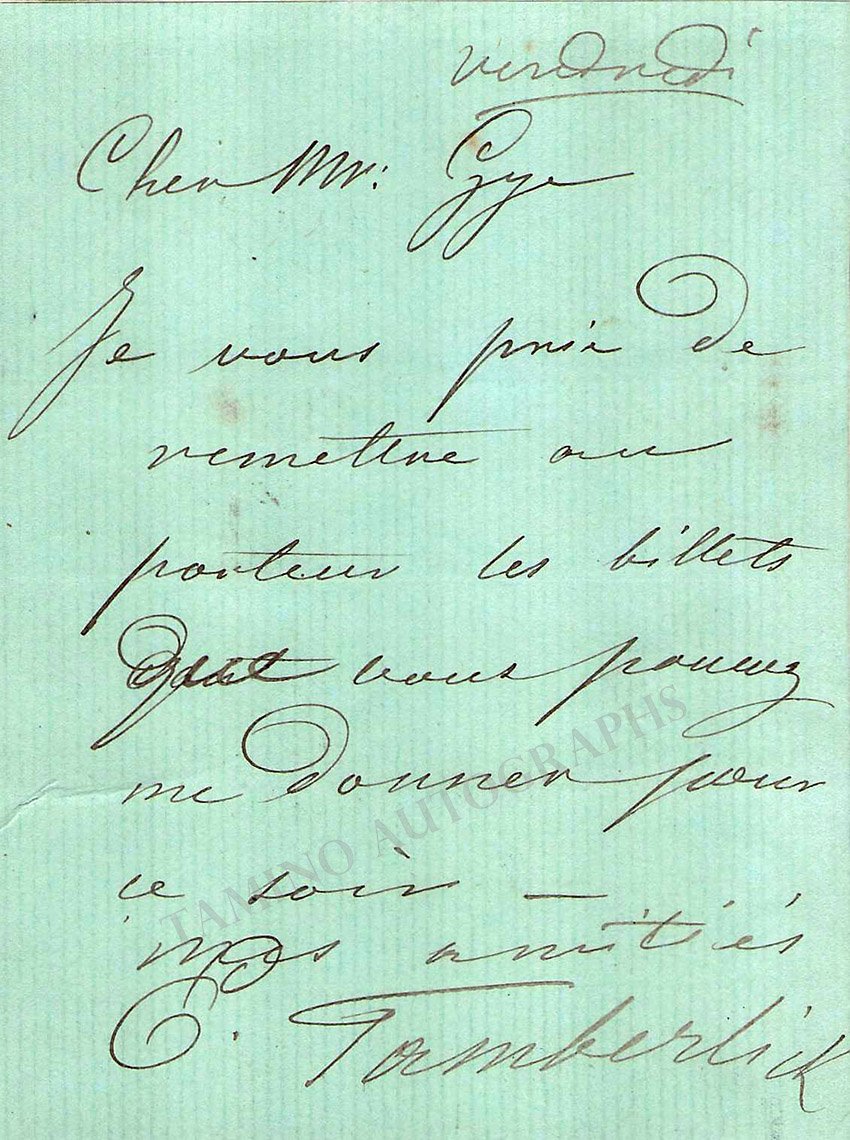 vendredi
Cher Mr: Gye
Je vous prie de
remettre au
porteur les billets
que vous pouvez
me donner pour
ce soir —
mes amitiés
E. Tamberlick
TAMINO AUTOGRAPHS